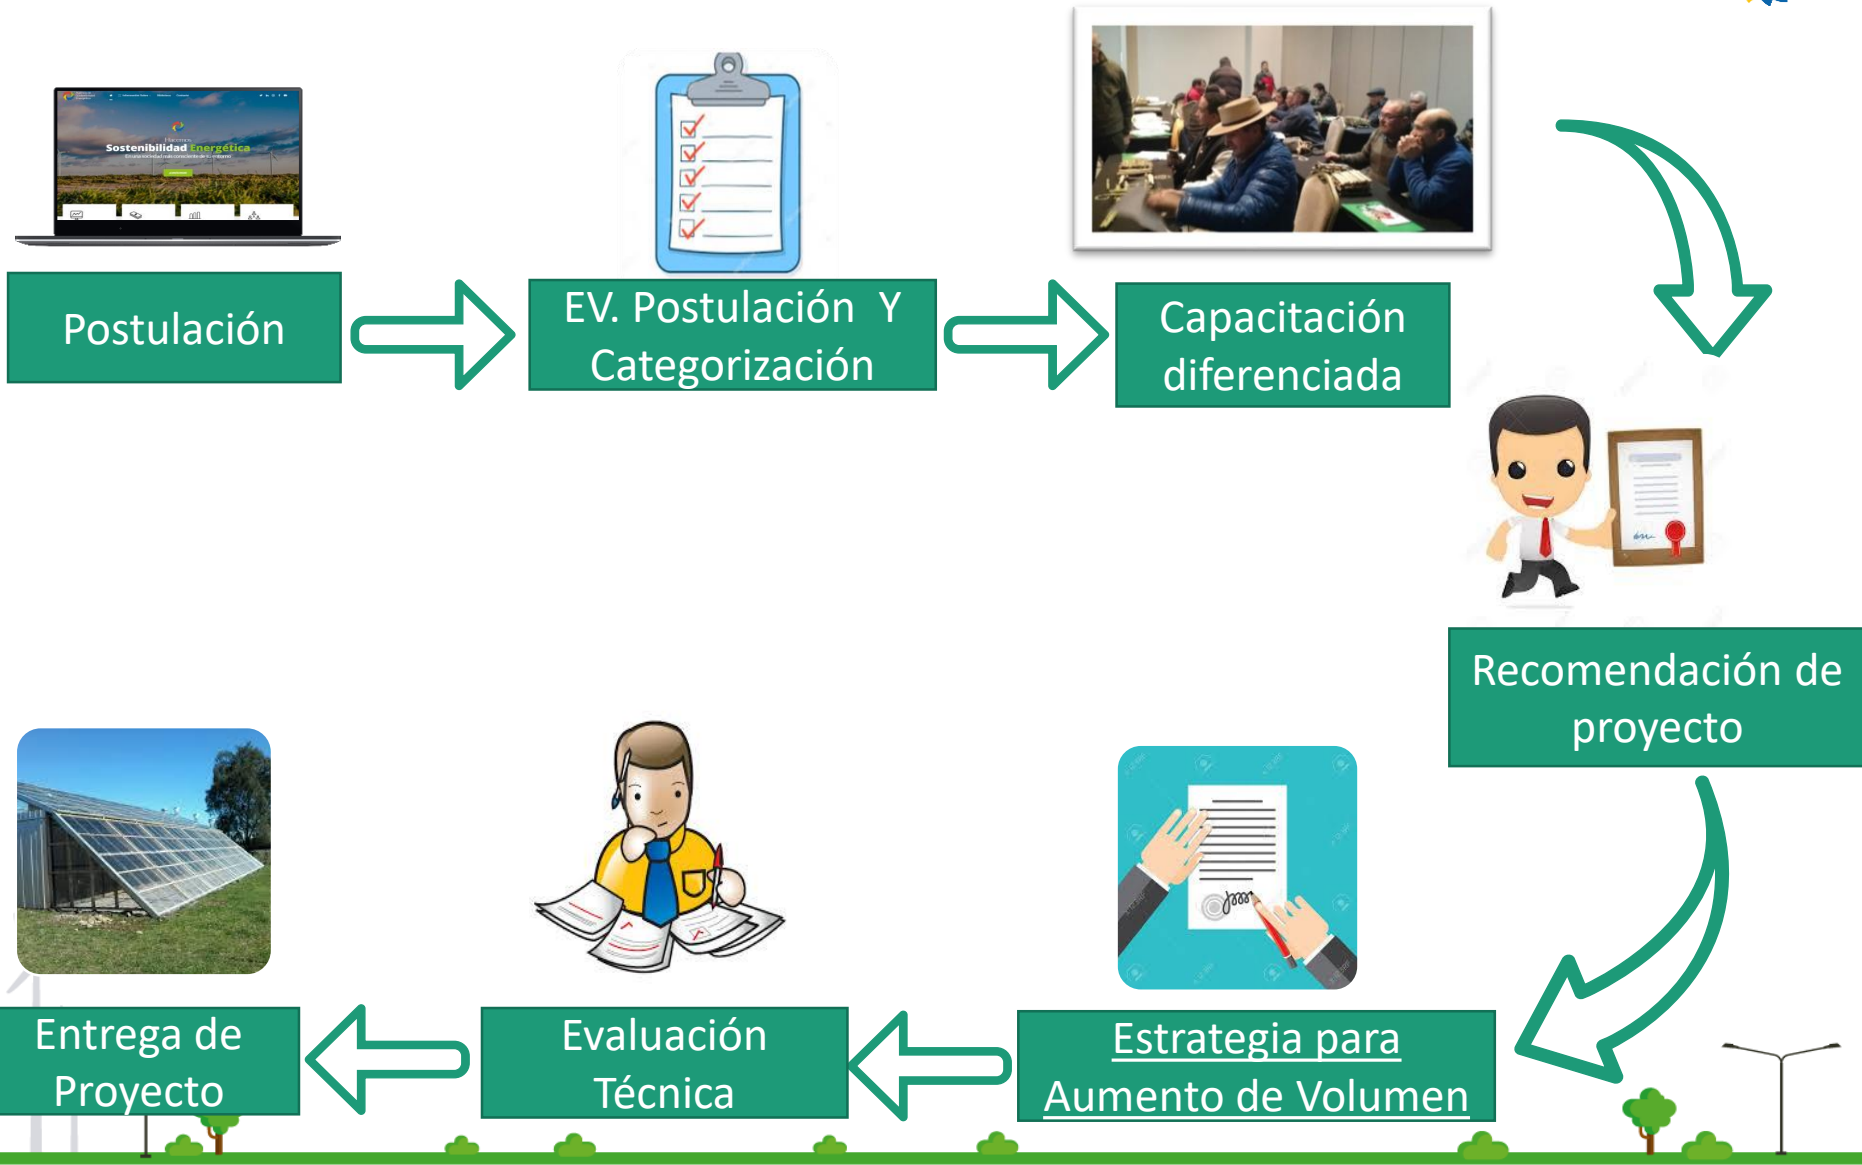 Sostenibilidad Energética
Postulación
EV. Postulación Y
Categorización
Capacitación
diferenciada
Recomendación de
proyecto
Estrategia para
Aumento de Volumen
Evaluación
Técnica
Entrega de
Proyecto